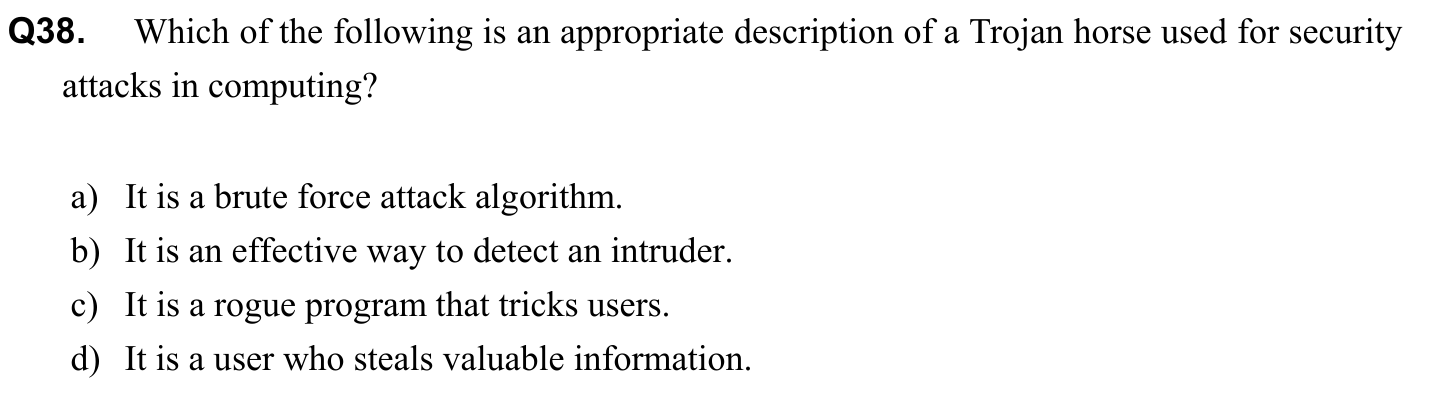 Q38. Which of the following is an appropriate description of a Trojan horse used for security
attacks in computing?
a) It is a brute force attack algorithm.
b) It is an effective way to detect an intruder.
c) It is a rogue program that tricks users.
d) It is a user who steals valuable information.